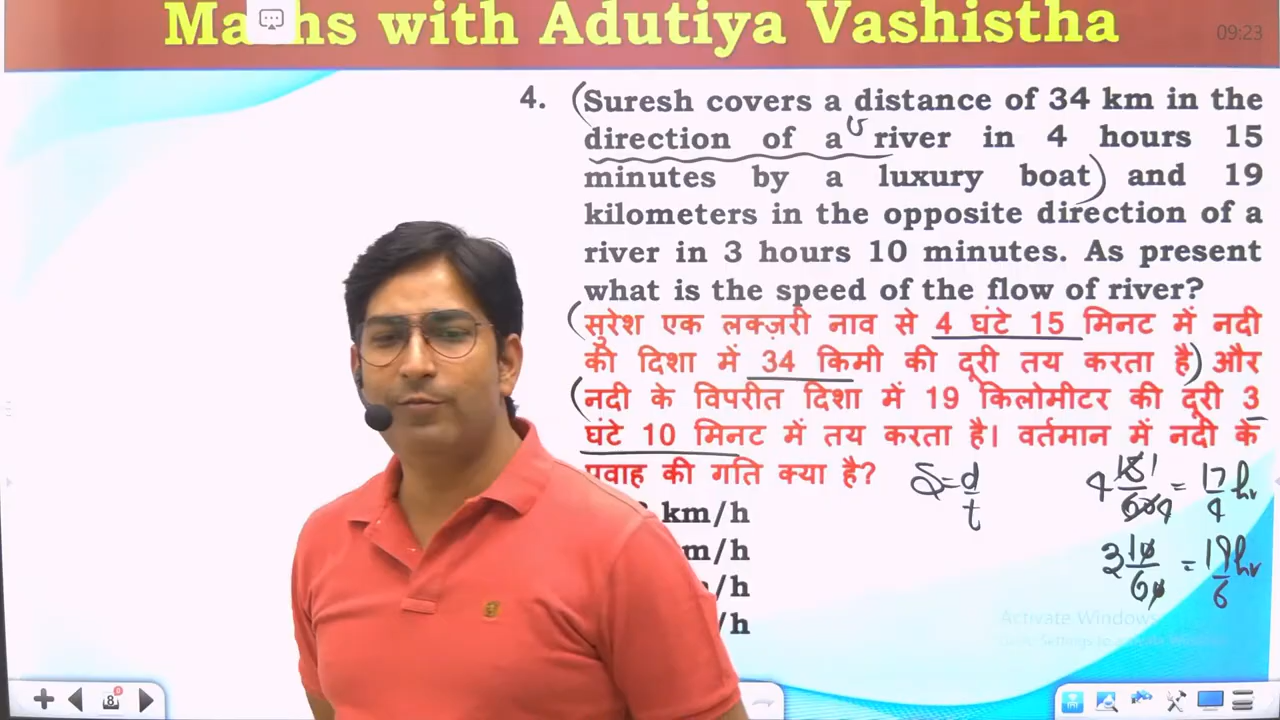 Maths with Adutiya Vashistha
09:23
4. (Suresh covers a distance of 34 km in the
direction of a river in 4 hours 15
minutes by a luxury boat) and 19
kilometers in the opposite direction of a
river in 3 hours 10 minutes. As present
what is the speed of the flow of river?
(सुरेश एक लक्ज़री नाव से 4 घंटे 15 मिनट में नदी
की दिशा में 34 किमी की दूरी तय करता है) और
(नदी के विपरीत दिशा में 19 किलोमीटर की दूरी 3
घंटे 10 मिनट में तय करता है। वर्तमान में नदी के
प्रवाह की गति क्या है?
S=d/t
4 15/60 = 17/4 hr
km/h
m/h
3 10/60 = 19/6 hr
/h
/h
Activate Windows
8